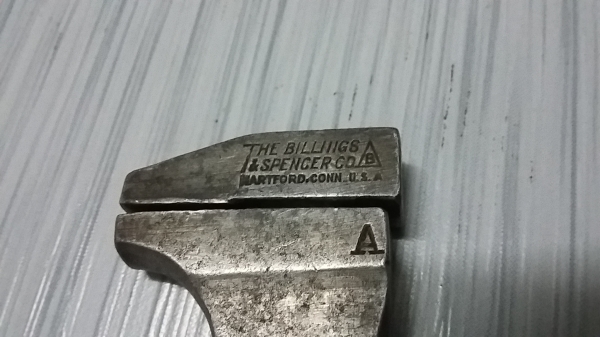 THE BILLINGS
& SPENCER CO.
B
HARTFORD, CONN. U.S.A
A